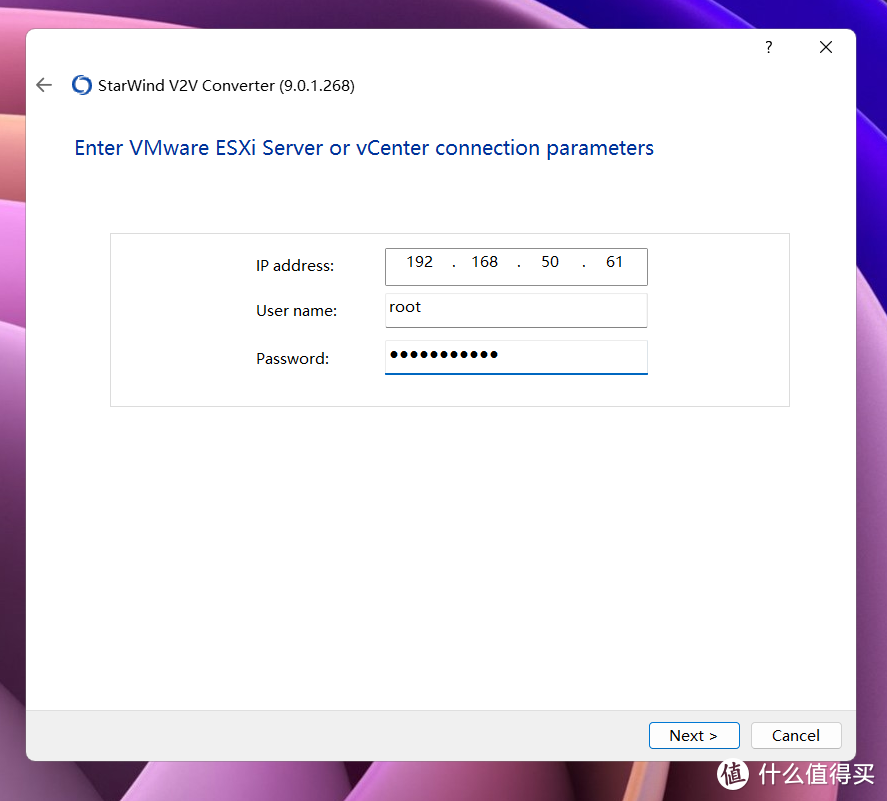 ?
StarWind V2V Converter (9.0.1.268)
Enter VMware ESXi Server or vCenter connection parameters
IP address: 192 . 168 . 50 . 61
User name: root
Password: ●●●●●●●●●●●
Next > Cancel
值 什么值得买